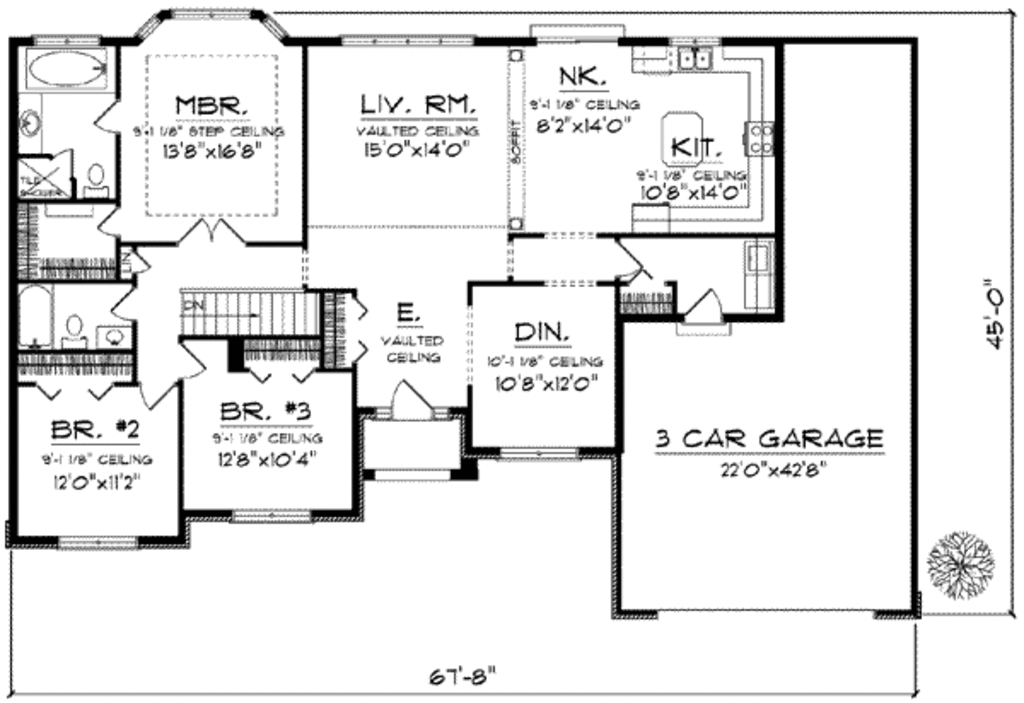 MBR.
9'-1 1/8" STEP CEILING
13'8"x16'8"
LIV. RM.
VAULTED CEILING
15'0"x14'0"
SOFFIT
NK.
9'-1 1/8" CEILING
8'2"x14'0"
KIT.
9'-1 1/8" CEILING
10'8"x14'0"
TILE
SHOWER
LIN
DN
E.
VAULTED
CEILING
DIN.
10'-1 1/8" CEILING
10'8"x12'0"
BR. #2
9'-1 1/8" CEILING
12'0"x11'2"
BR. #3
9'-1 1/8" CEILING
12'8"x10'4"
3 CAR GARAGE
22'0"x42'8"
45'-0"
67'-8"